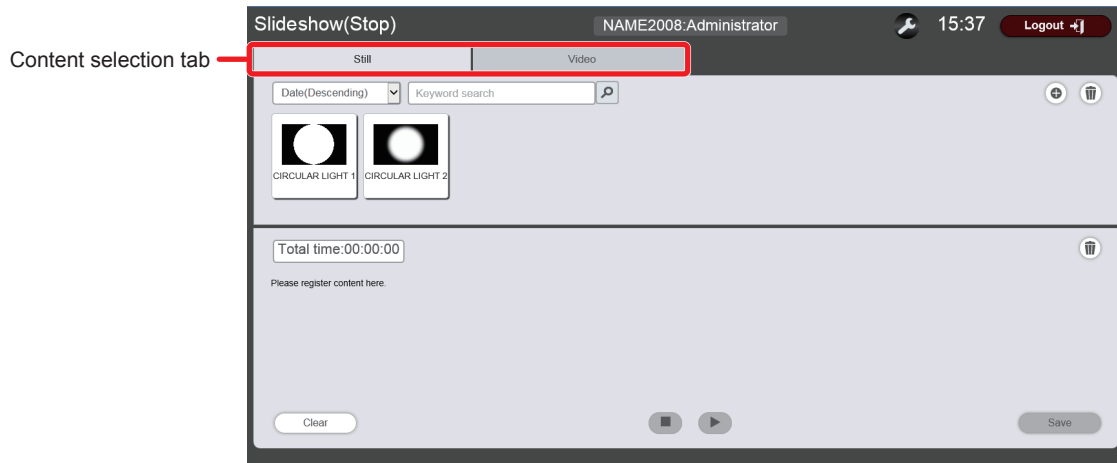 Slideshow(Stop)
NAME2008:Administrator
15:37
Logout
Content selection tab
Still
Video
Date(Descending)
Keyword search
CIRCULAR LIGHT 1
CIRCULAR LIGHT 2
Total time:00:00:00
Please register content here.
Clear
Save